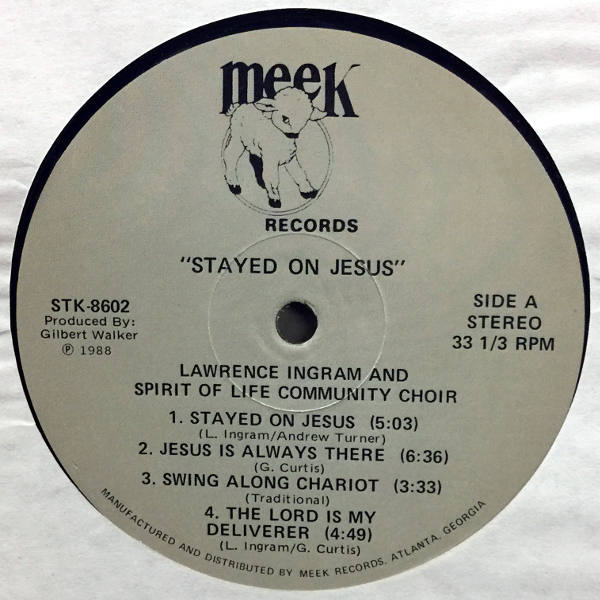 meek
RECORDS
"STAYED ON JESUS"
STK-8602
Produced By:
Gilbert Walker
℗ 1988
SIDE A
STEREO
33 1/3 RPM
LAWRENCE INGRAM AND
SPIRIT OF LIFE COMMUNITY CHOIR
1. STAYED ON JESUS (5:03)
(L. Ingram/Andrew Turner)
2. JESUS IS ALWAYS THERE (6:36)
(G. Curtis)
3. SWING ALONG CHARIOT (3:33)
(Traditional)
4. THE LORD IS MY
DELIVERER (4:49)
(L. Ingram/G. Curtis)
MANUFACTURED AND DISTRIBUTED BY MEEK RECORDS, ATLANTA, GEORGIA